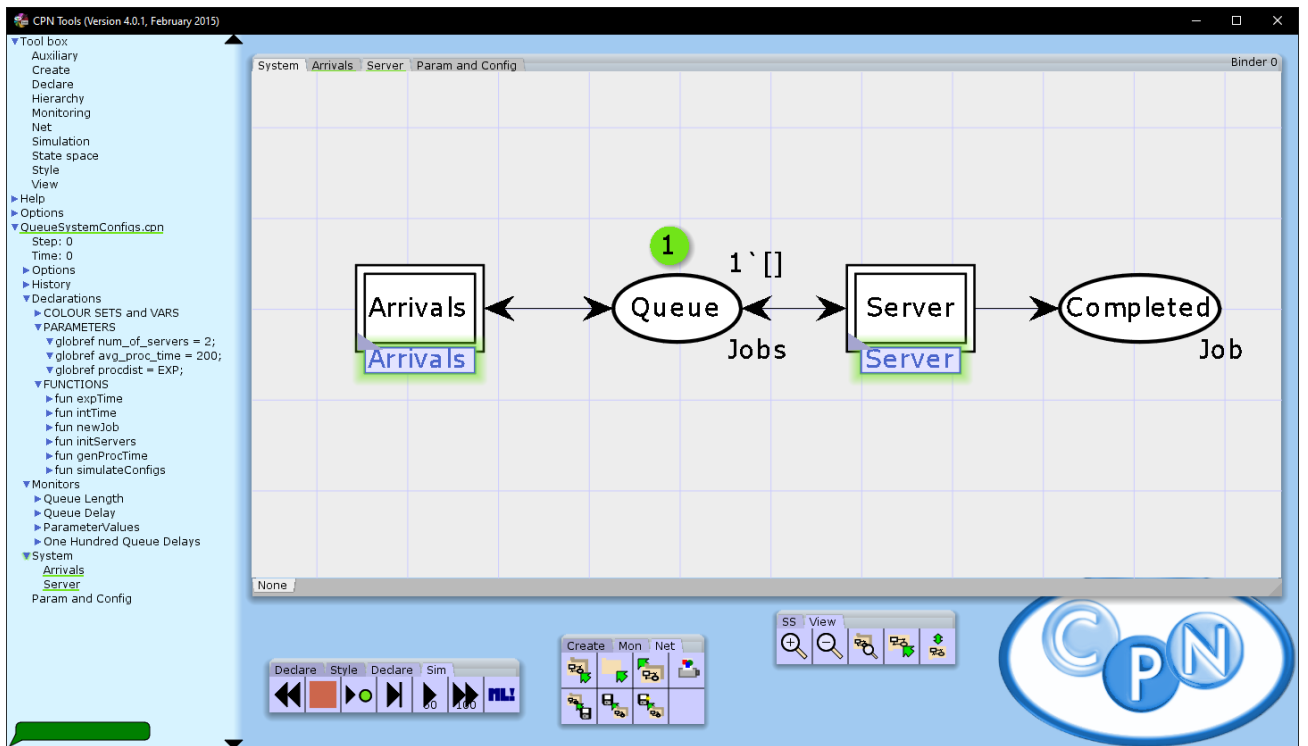 CPN Tools (Version 4.0.1, February 2015)
Tool box
Auxiliary
Create
Declare
Hierarchy
Monitoring
Net
Simulation
State space
Style
View
Help
Options
QueueSystemConfigs.cpn
Step: 0
Time: 0
Options
History
Declarations
COLOUR SETS and VARS
PARAMETERS
globref num_of_servers = 2;
globref avg_proc_time = 200;
globref procdist = EXP;
FUNCTIONS
fun expTime
fun intTime
fun newJob
fun initServers
fun genProcTime
fun simulateConfigs
Monitors
Queue Length
Queue Delay
ParameterValues
One Hundred Queue Delays
System
Arrivals
Server
Param and Config
System Arrivals Server Param and Config Binder 0
1
1`[]
Arrivals Queue Server Completed
Arrivals Jobs Server Job
None
Declare Style Declare Sim
50 100 ML!
Create Mon Net
SS View
CPN